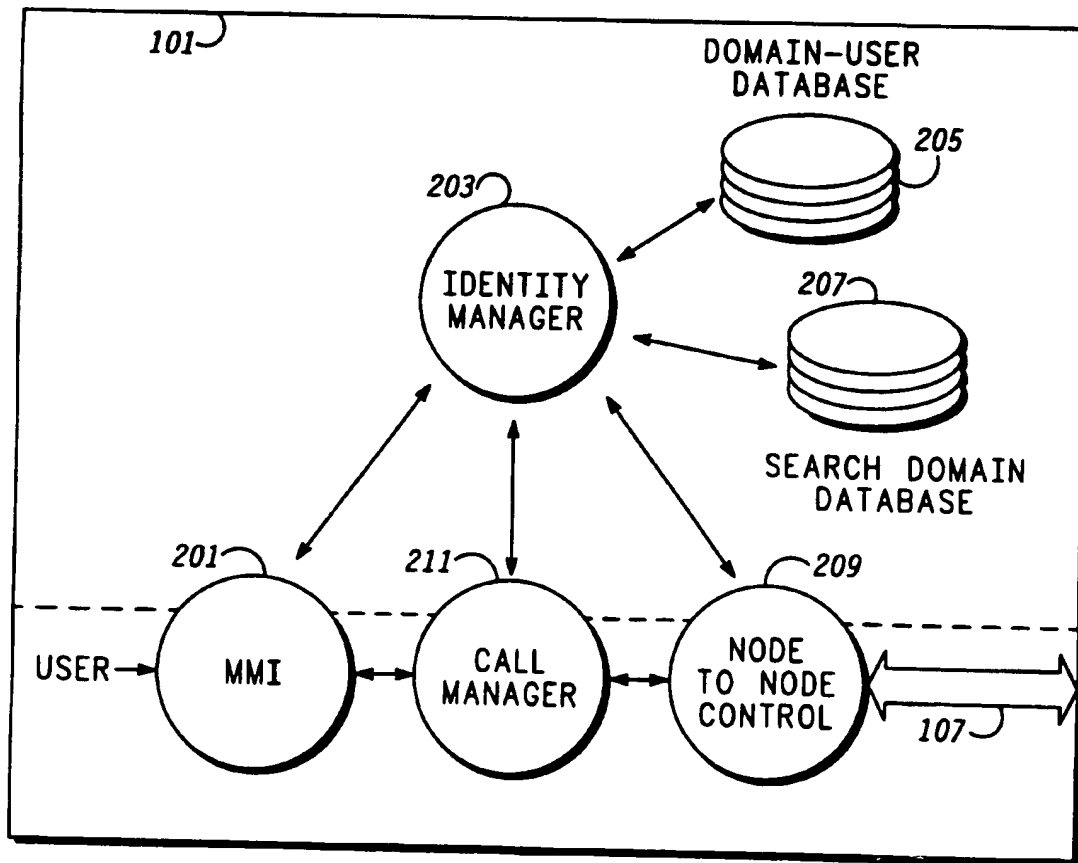 101
DOMAIN-USER
DATABASE
205
203
IDENTITY
MANAGER
207
SEARCH DOMAIN
DATABASE
201
211
209
USER
MMI
CALL
MANAGER
NODE
TO NODE
CONTROL
107